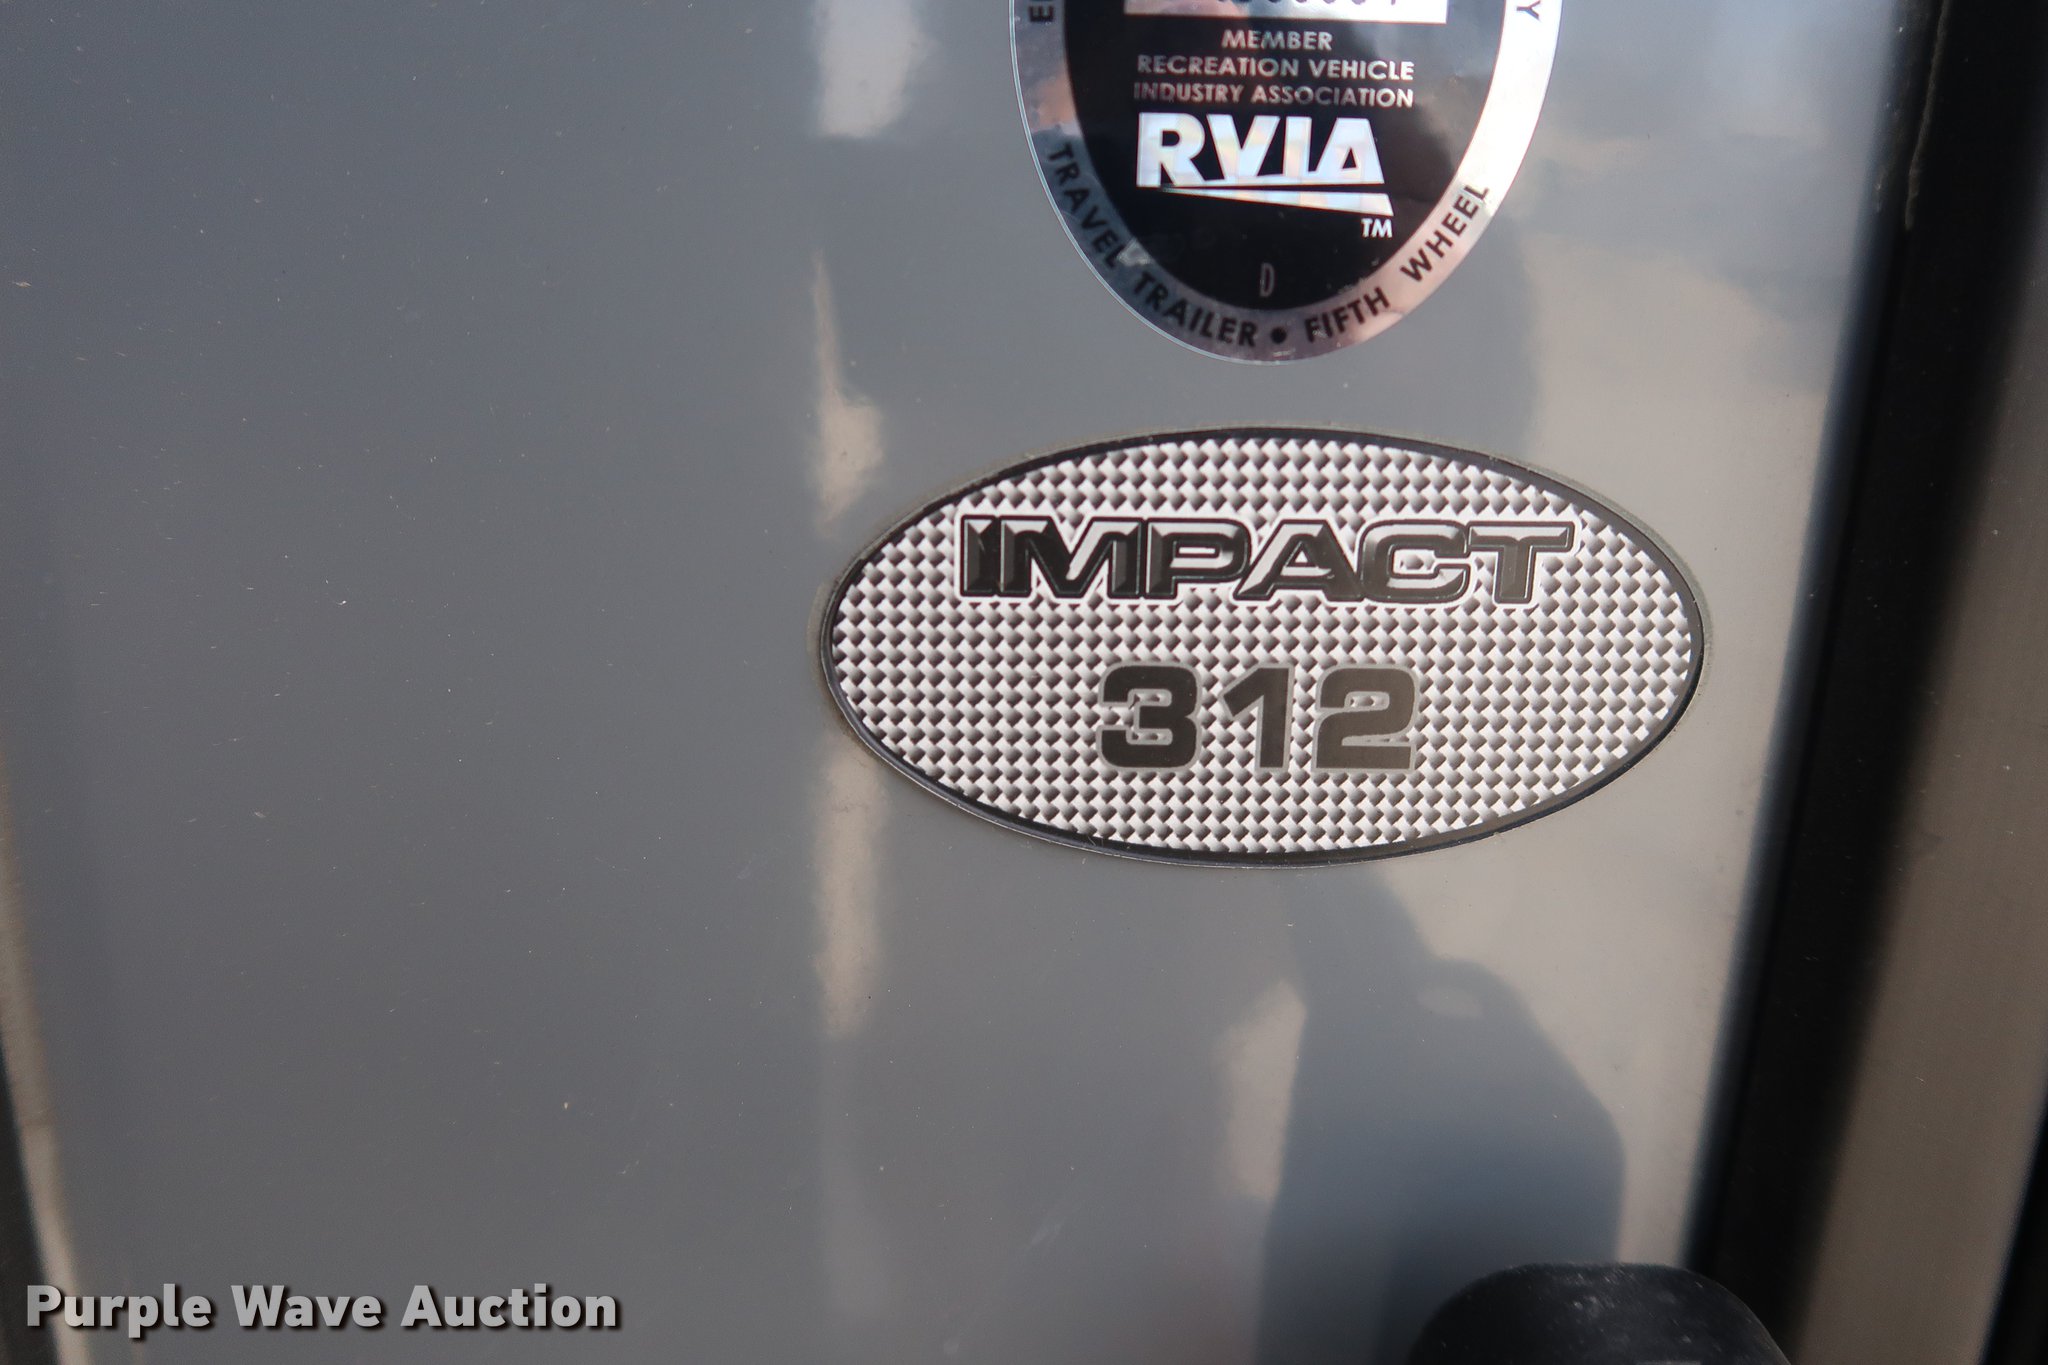 MEMBER
RECREATION VEHICLE
INDUSTRY ASSOCIATION
RVIA
TM
D
TRAVEL TRAILER • FIFTH WHEEL
IMPACT
312
Purple Wave Auction